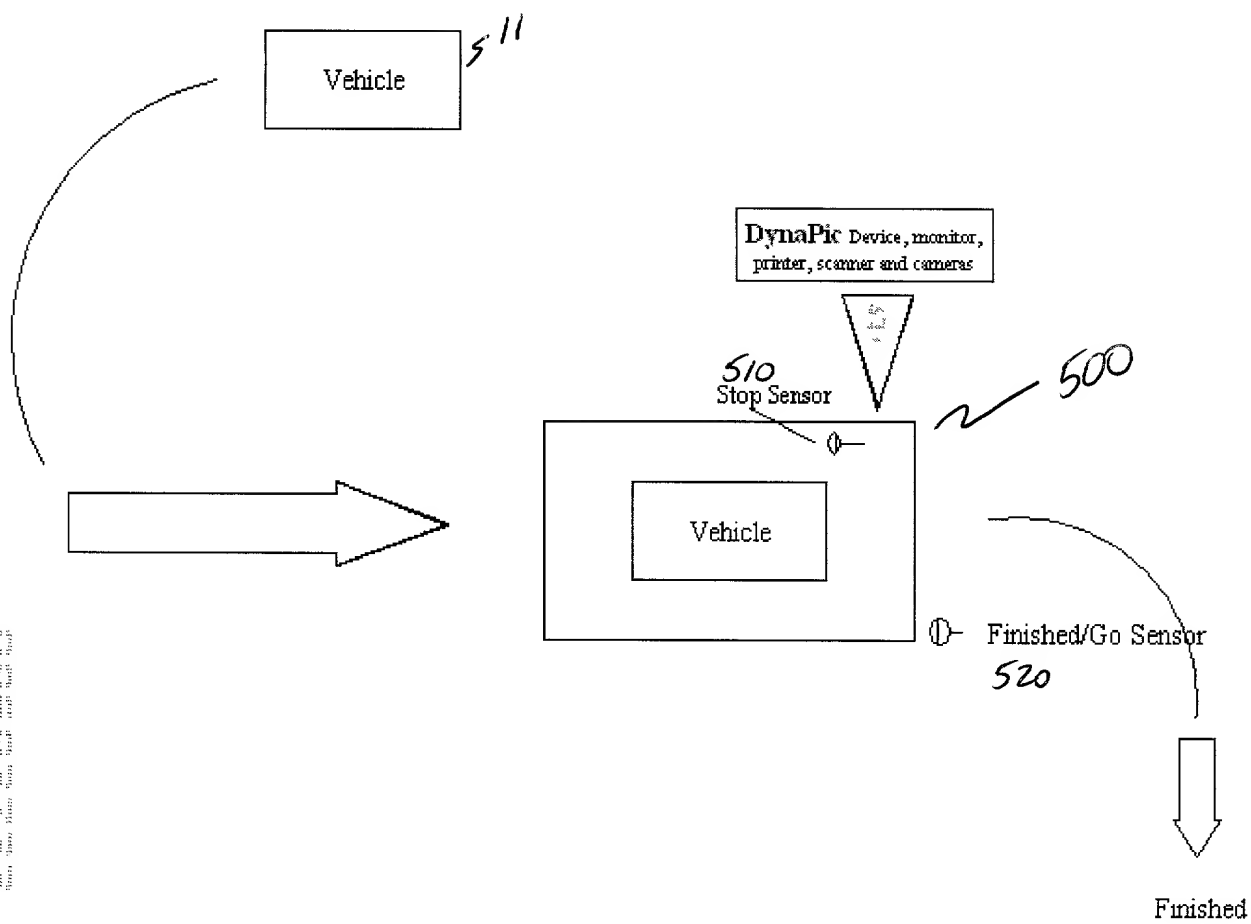 Vehicle
511
DynaPic Device, monitor,
printer, scanner and cameras
510
Stop Sensor
500
Vehicle
Finished/Go Sensor
520
Finished